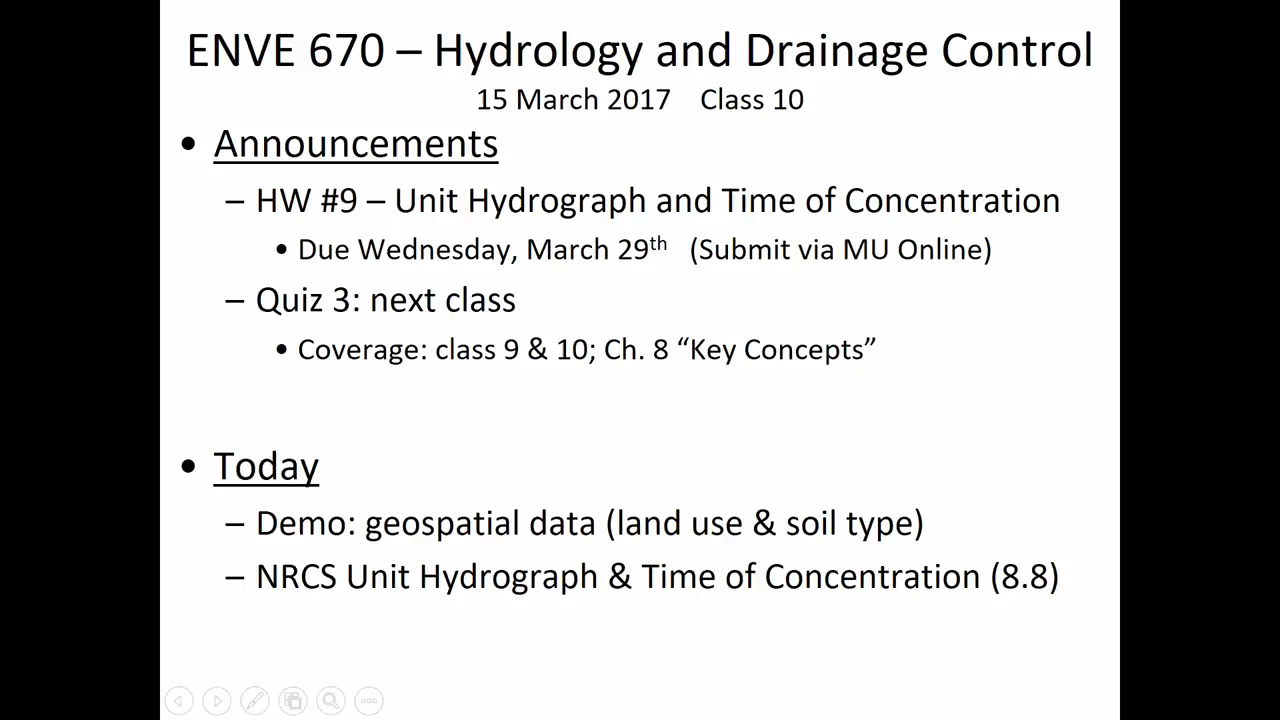 ENVE 670 – Hydrology and Drainage Control
15 March 2017 Class 10
• Announcements
– HW #9 – Unit Hydrograph and Time of Concentration
• Due Wednesday, March 29th (Submit via MU Online)
– Quiz 3: next class
• Coverage: class 9 & 10; Ch. 8 “Key Concepts”
• Today
– Demo: geospatial data (land use & soil type)
– NRCS Unit Hydrograph & Time of Concentration (8.8)